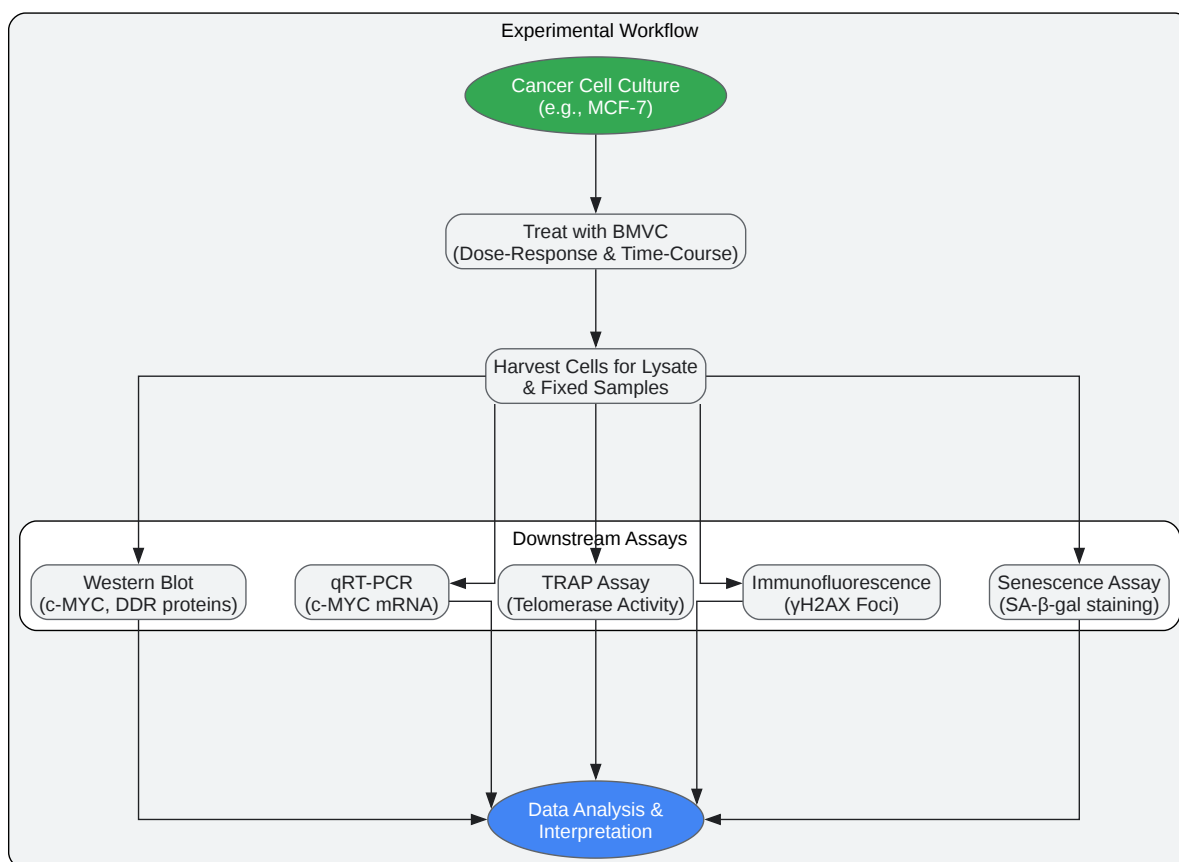 Experimental Workflow
Cancer Cell Culture
(e.g., MCF-7)
Treat with BMVC
(Dose-Response & Time-Course)
Harvest Cells for Lysate
& Fixed Samples
Downstream Assays
Western Blot
(c-MYC, DDR proteins)
qRT-PCR
(c-MYC mRNA)
TRAP Assay
(Telomerase Activity)
Immunofluorescence
(γH2AX Foci)
Senescence Assay
(SA-β-gal staining)
Data Analysis &
Interpretation